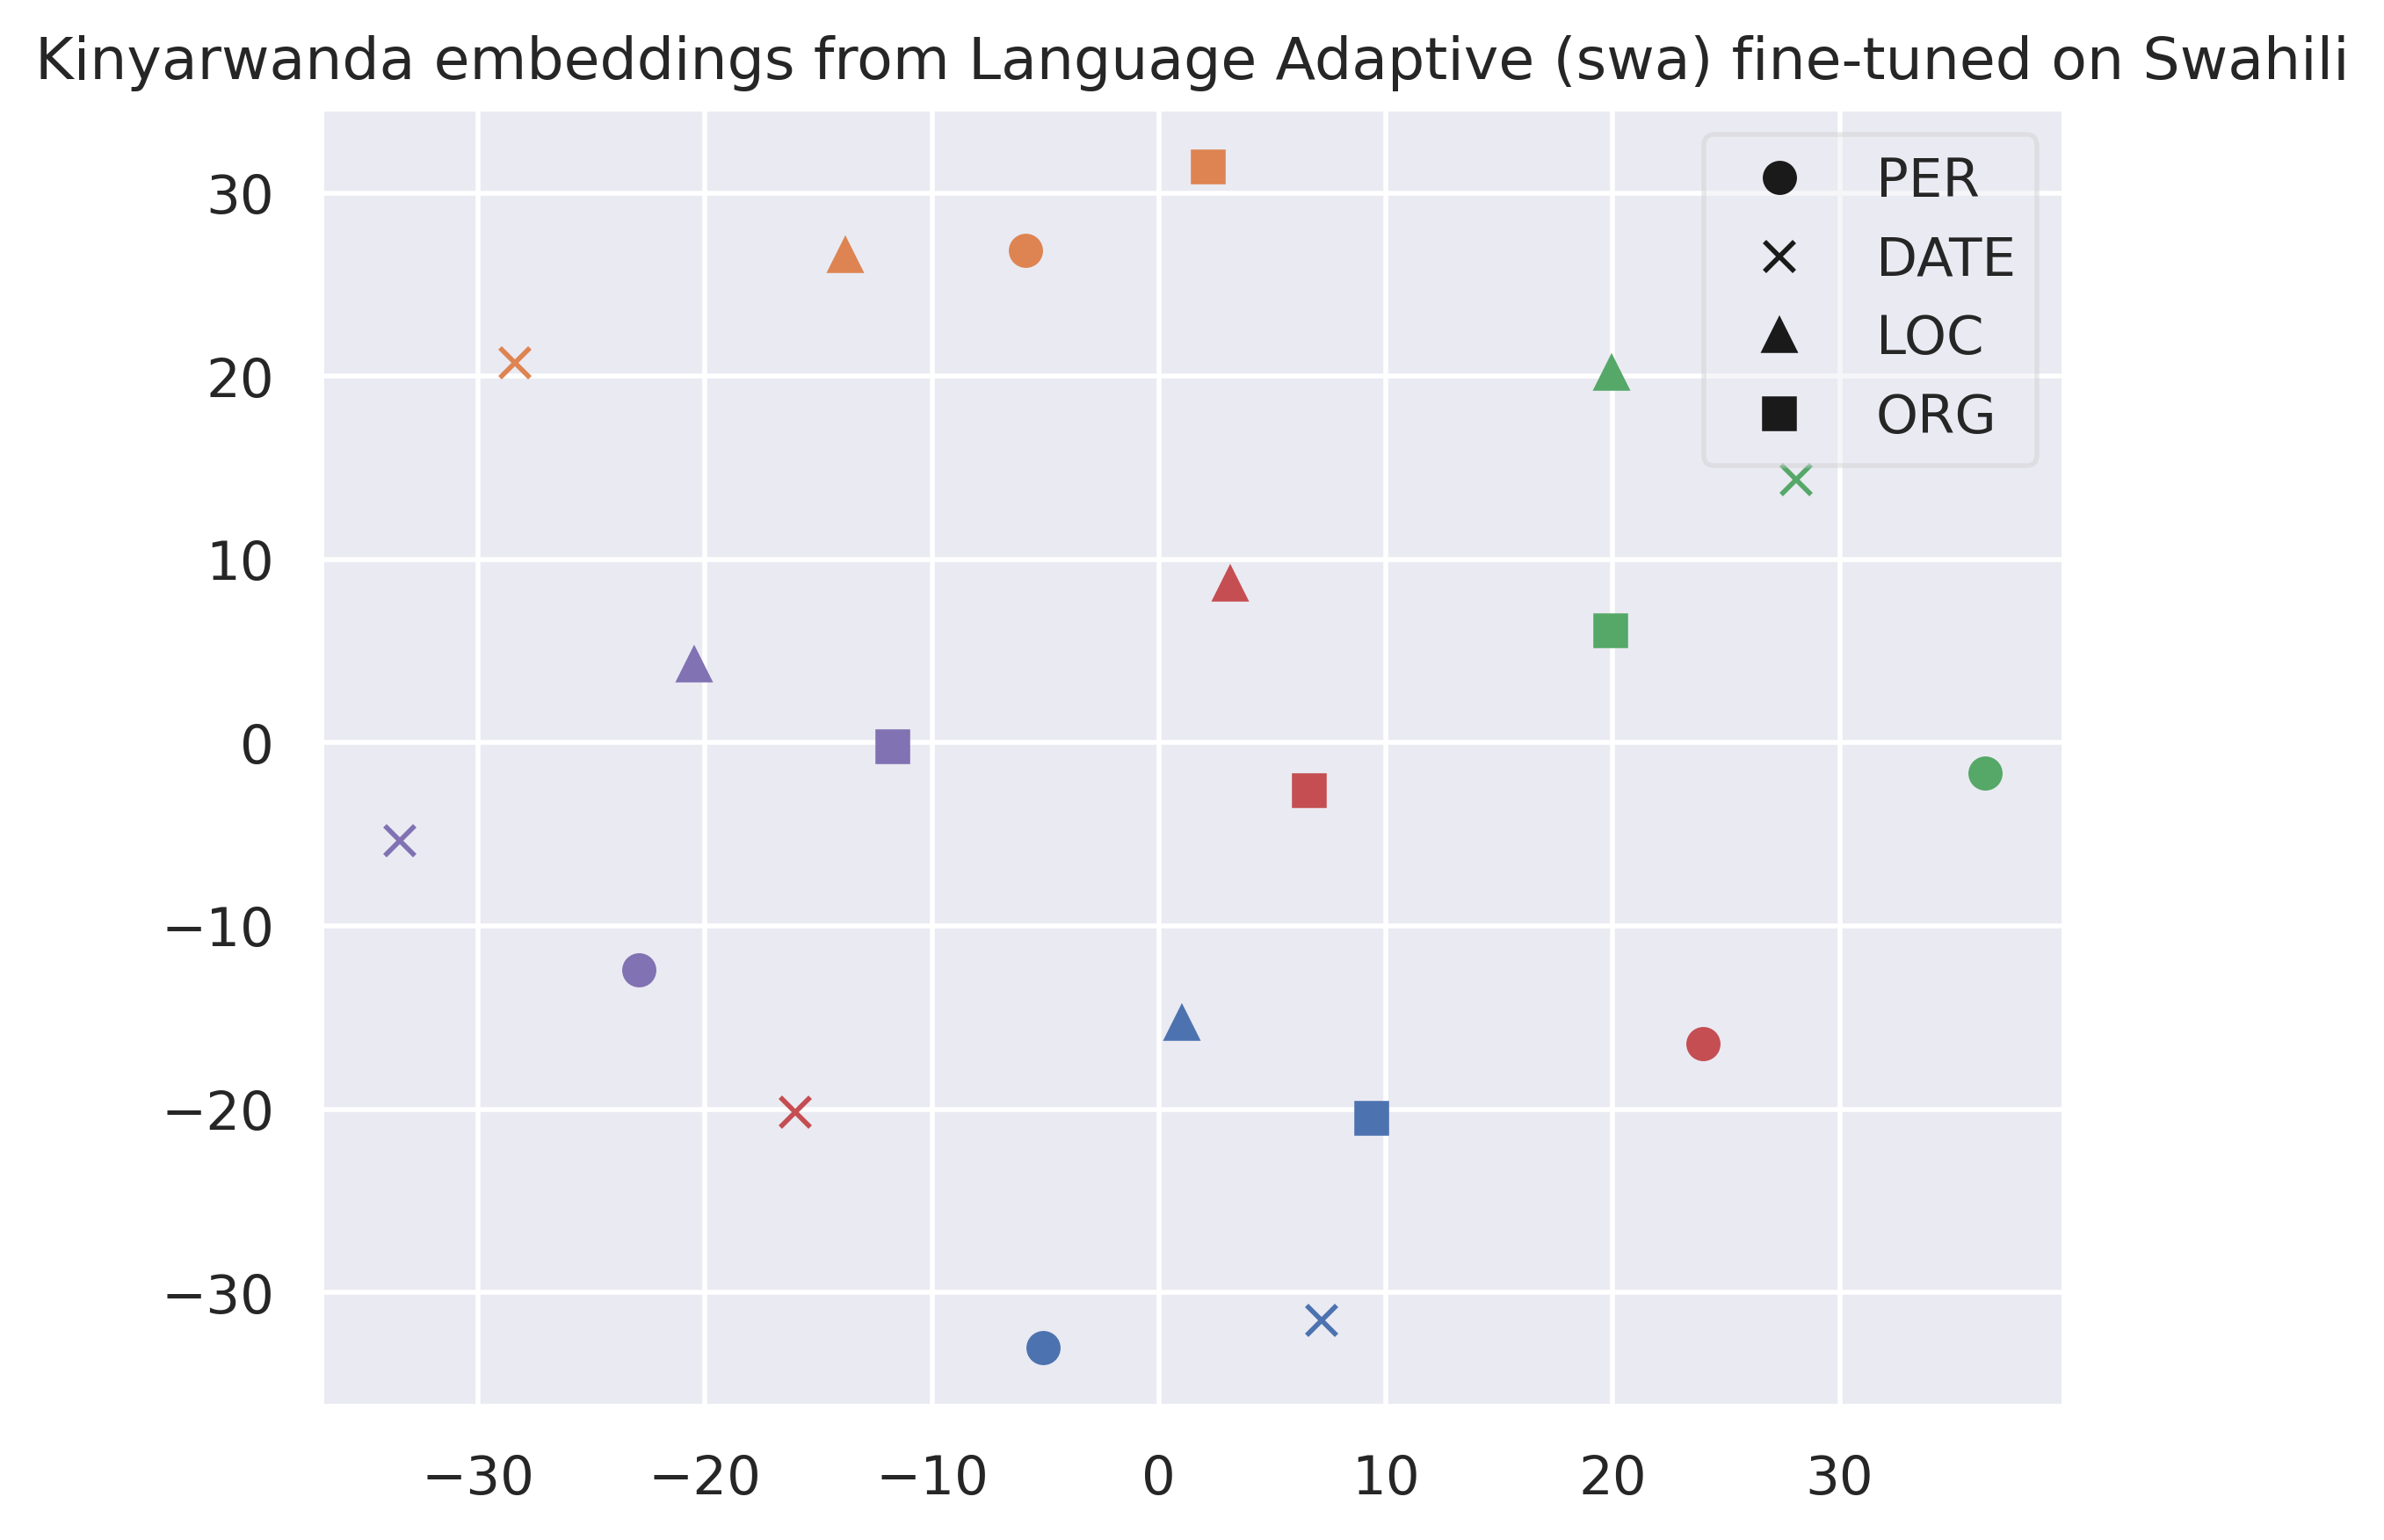 Kinyarwanda embeddings from Language Adaptive (swa) fine-tuned on Swahili
PER
DATE
LOC
ORG
30
20
10
0
−10
−20
−30
−30 −20 −10 0 10 20 30